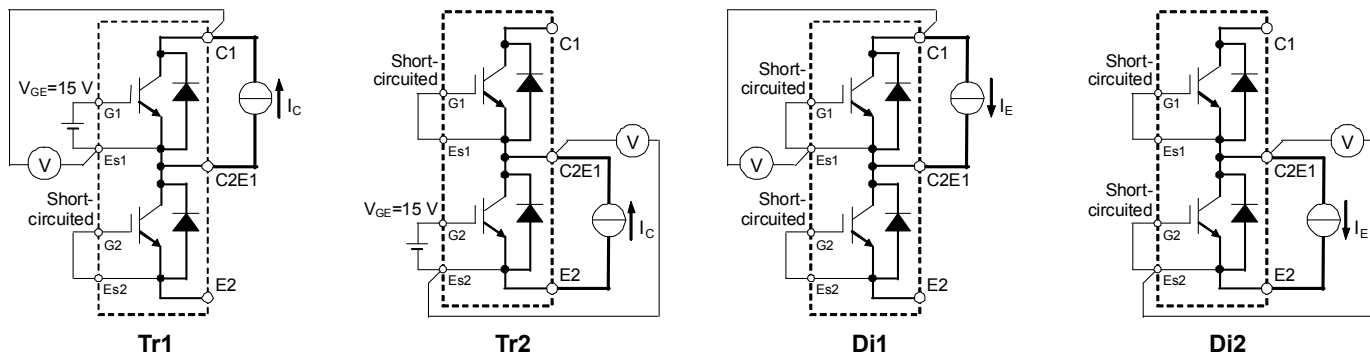 C1
V_GE=15 V
G1
I_C
V
Es1
C2E1
Short-
circuited
G2
Es2
E2
Tr1
C1
Short-
circuited
G1
Es1
V
C2E1
V_GE=15 V
G2
I_C
Es2
E2
Tr2
C1
Short-
circuited
G1
I_E
V
Es1
C2E1
Short-
circuited
G2
Es2
E2
Di1
C1
Short-
circuited
G1
Es1
V
C2E1
Short-
circuited
G2
I_E
Es2
E2
Di2